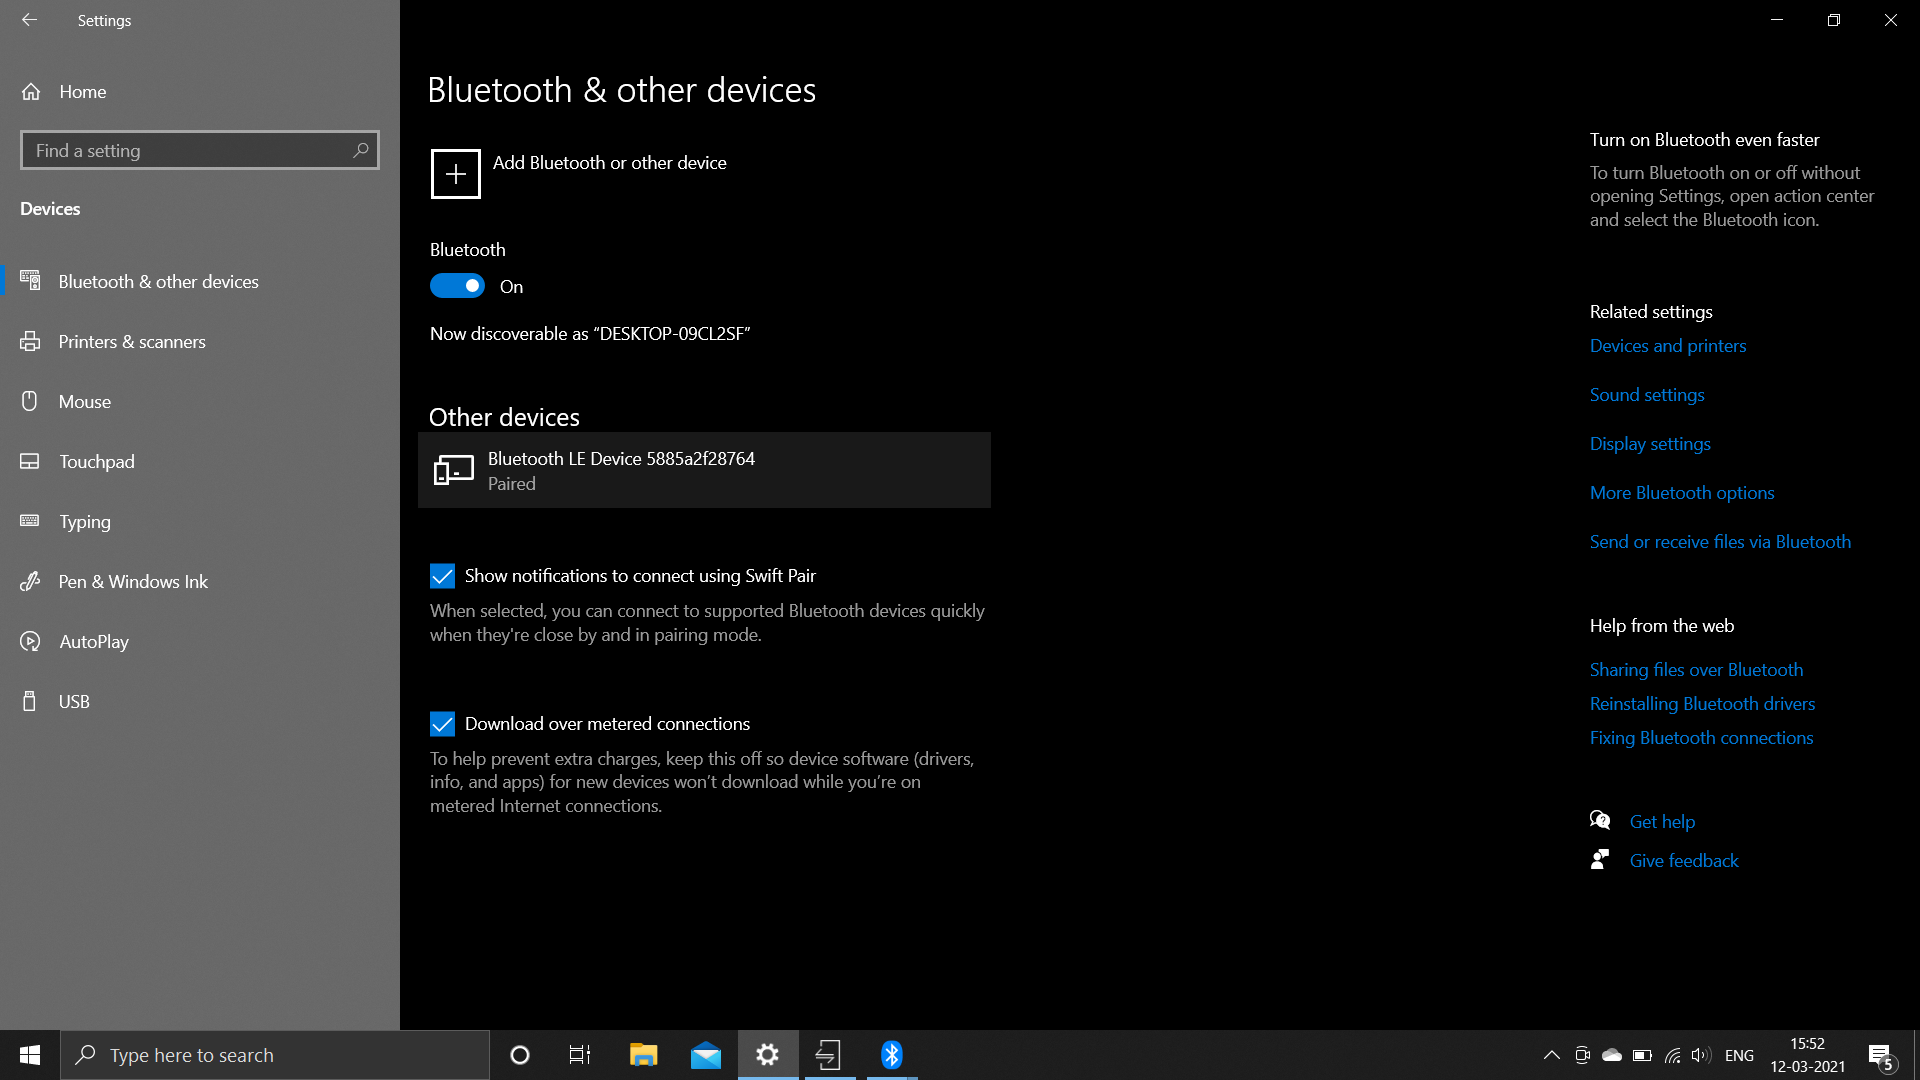 Settings
Home
Find a setting
Devices
Bluetooth & other devices
Printers & scanners
Mouse
Touchpad
Typing
Pen & Windows Ink
AutoPlay
USB
Bluetooth & other devices
Add Bluetooth or other device
Bluetooth
On
Now discoverable as “DESKTOP-09CL2SF”
Other devices
Bluetooth LE Device 5885a2f28764
Paired
Show notifications to connect using Swift Pair
When selected, you can connect to supported Bluetooth devices quickly
when they're close by and in pairing mode.
Download over metered connections
To help prevent extra charges, keep this off so device software (drivers,
info, and apps) for new devices won’t download while you’re on
metered Internet connections.
Turn on Bluetooth even faster
To turn Bluetooth on or off without
opening Settings, open action center
and select the Bluetooth icon.
Related settings
Devices and printers
Sound settings
Display settings
More Bluetooth options
Send or receive files via Bluetooth
Help from the web
Sharing files over Bluetooth
Reinstalling Bluetooth drivers
Fixing Bluetooth connections
Get help
Give feedback
Type here to search
ENG
15:52
12-03-2021
5